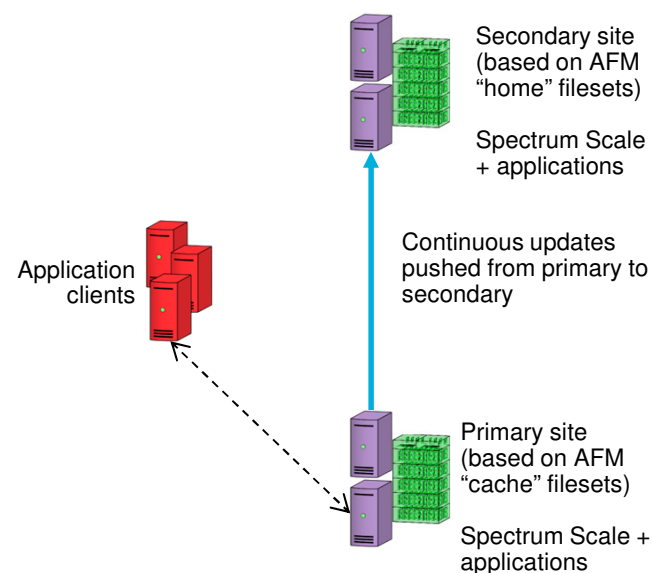 Secondary site
(based on AFM
“home” filesets)
Spectrum Scale
+ applications
Application
clients
Continuous updates
pushed from primary to
secondary
Primary site
(based on AFM
“cache” filesets)
Spectrum Scale +
applications